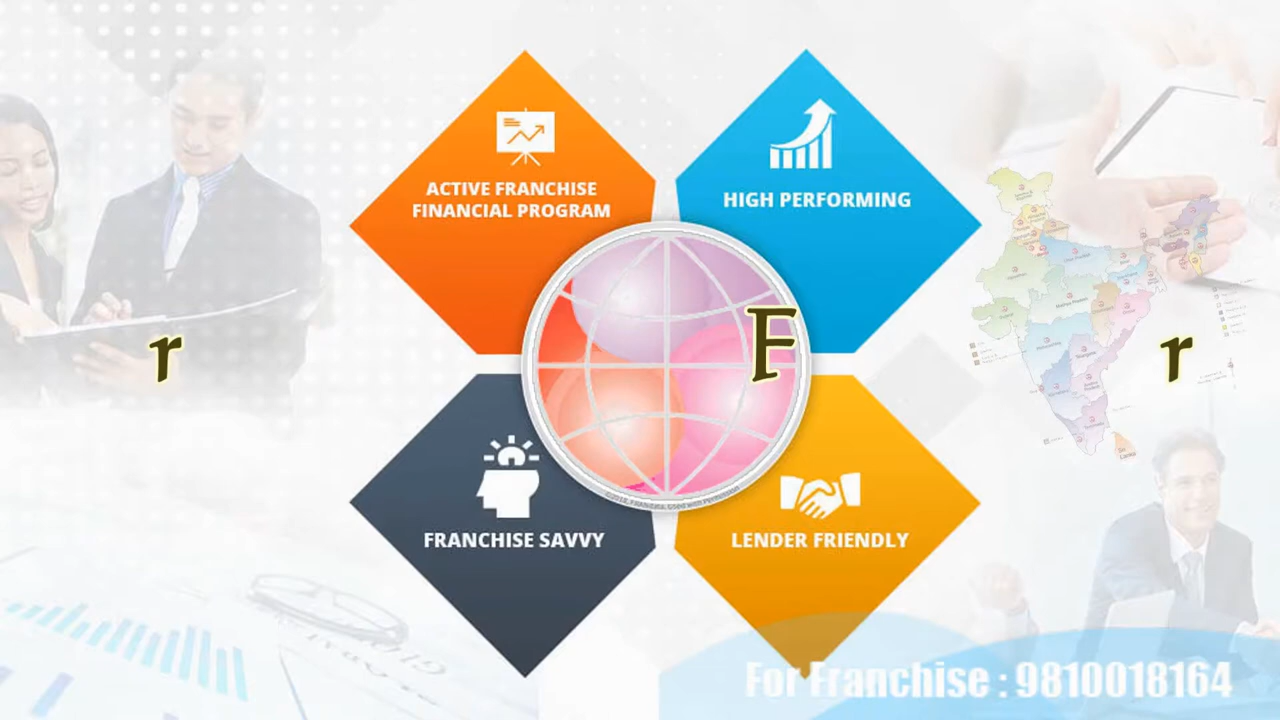 ACTIVE FRANCHISE
FINANCIAL PROGRAM
HIGH PERFORMING
r
F
r
FRANCHISE SAVVY
LENDER FRIENDLY
For Franchise : 9810018164